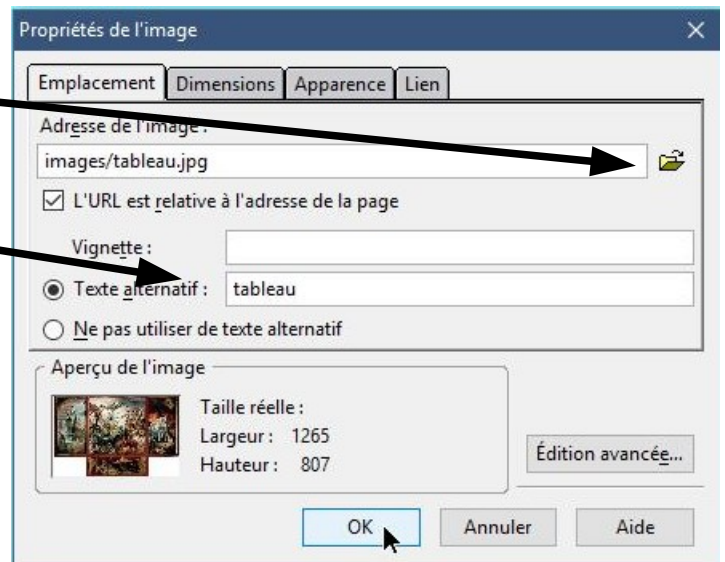 Propriétés de l'image
Emplacement Dimensions Apparence Lien
Adresse de l'image :
images/tableau.jpg
L'URL est relative à l'adresse de la page
Vignette :
Texte alternatif : tableau
Ne pas utiliser de texte alternatif
Aperçu de l'image
Taille réelle :
Largeur : 1265
Hauteur : 807
Édition avancée...
OK Annuler Aide